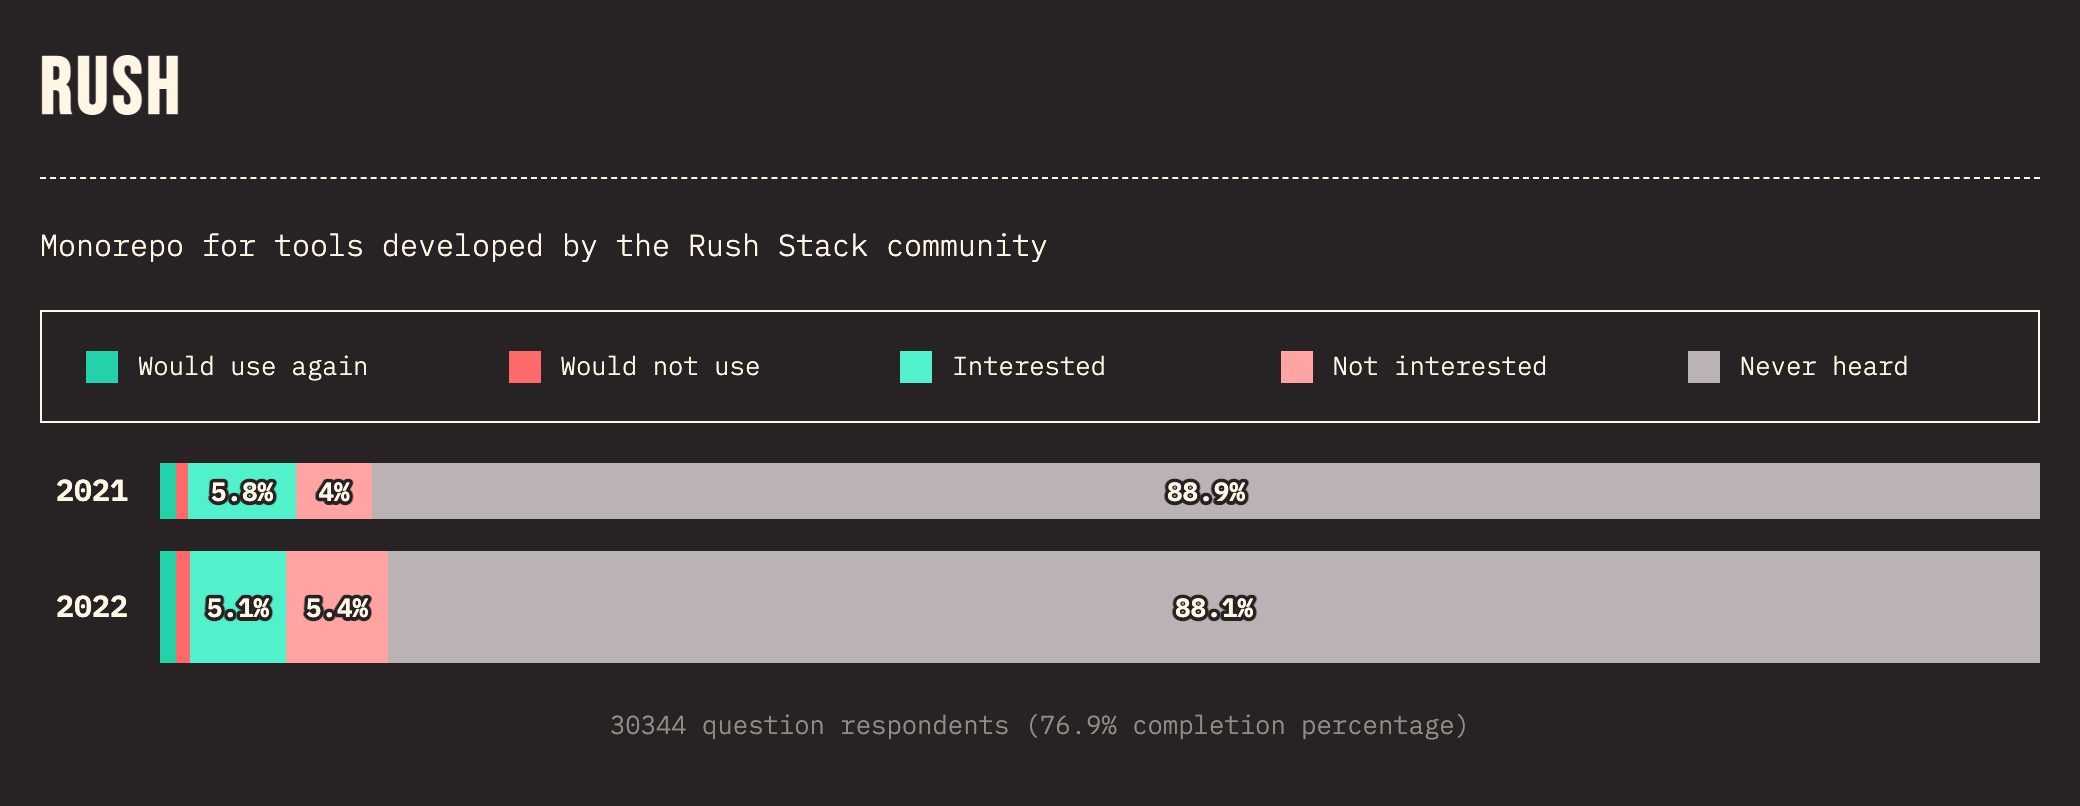 RUSH
Monorepo for tools developed by the Rush Stack community
Would use again Would not use Interested Not interested Never heard
2021 5.8% 4% 88.9%
2022 5.1% 5.4% 88.1%
30344 question respondents (76.9% completion percentage)